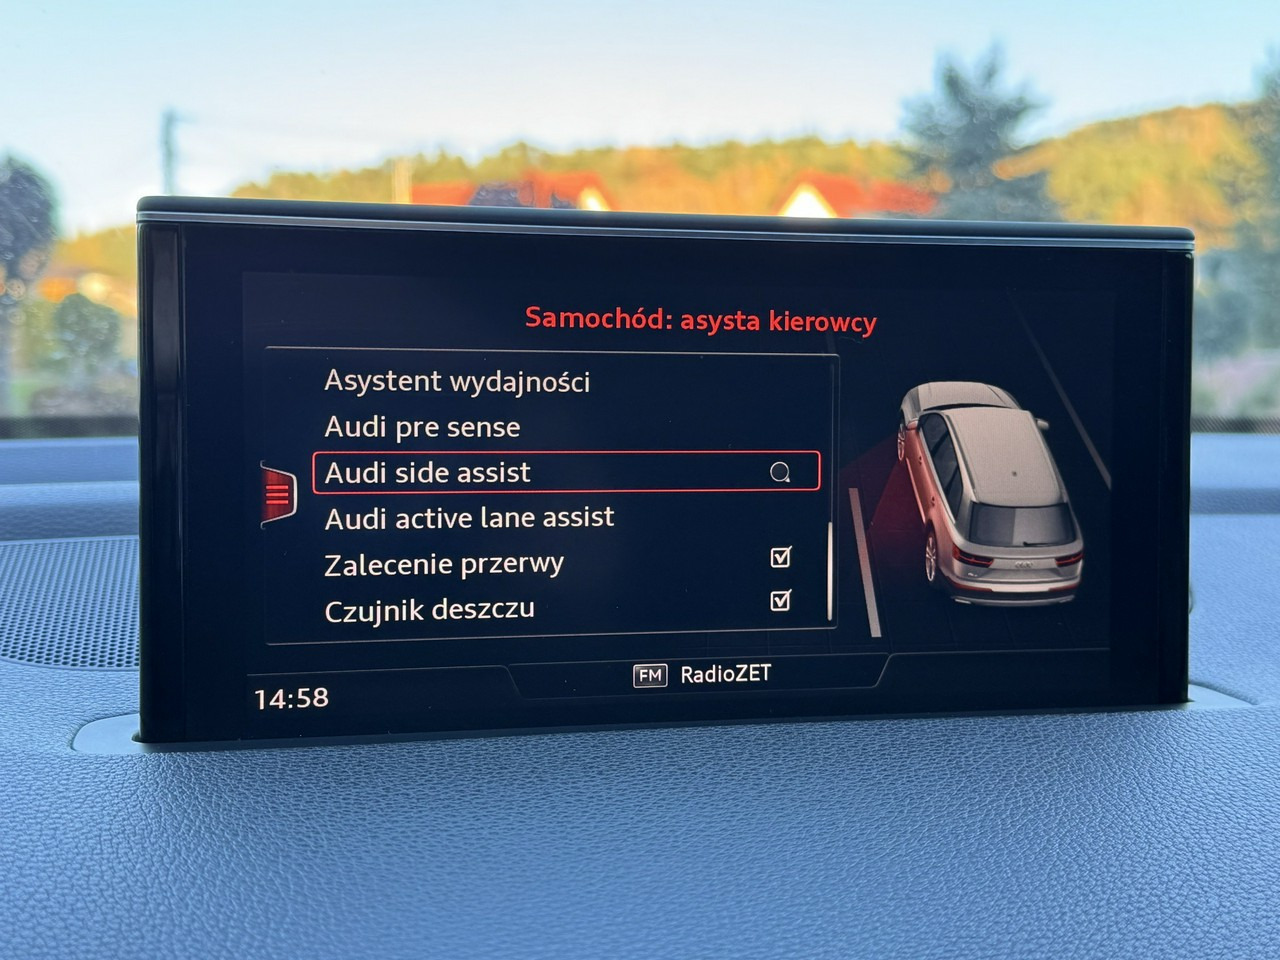 Samochód: asysta kierowcy
Asystent wydajności
Audi pre sense
Audi side assist
Audi active lane assist
Zalecenie przerwy
Czujnik deszczu
FM RadioZET
14:58